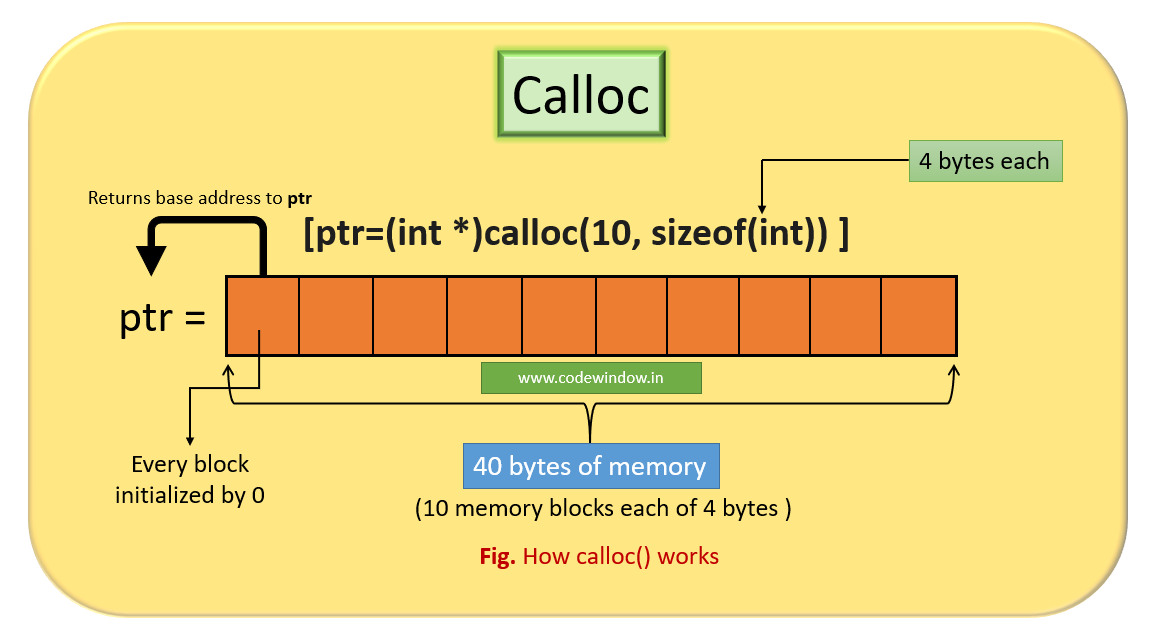 Calloc
4 bytes each
Returns base address to ptr
[ptr=(int *)calloc(10, sizeof(int)) ]
ptr =
www.codewindow.in
Every block
initialized by 0
40 bytes of memory
(10 memory blocks each of 4 bytes )
Fig. How calloc() works